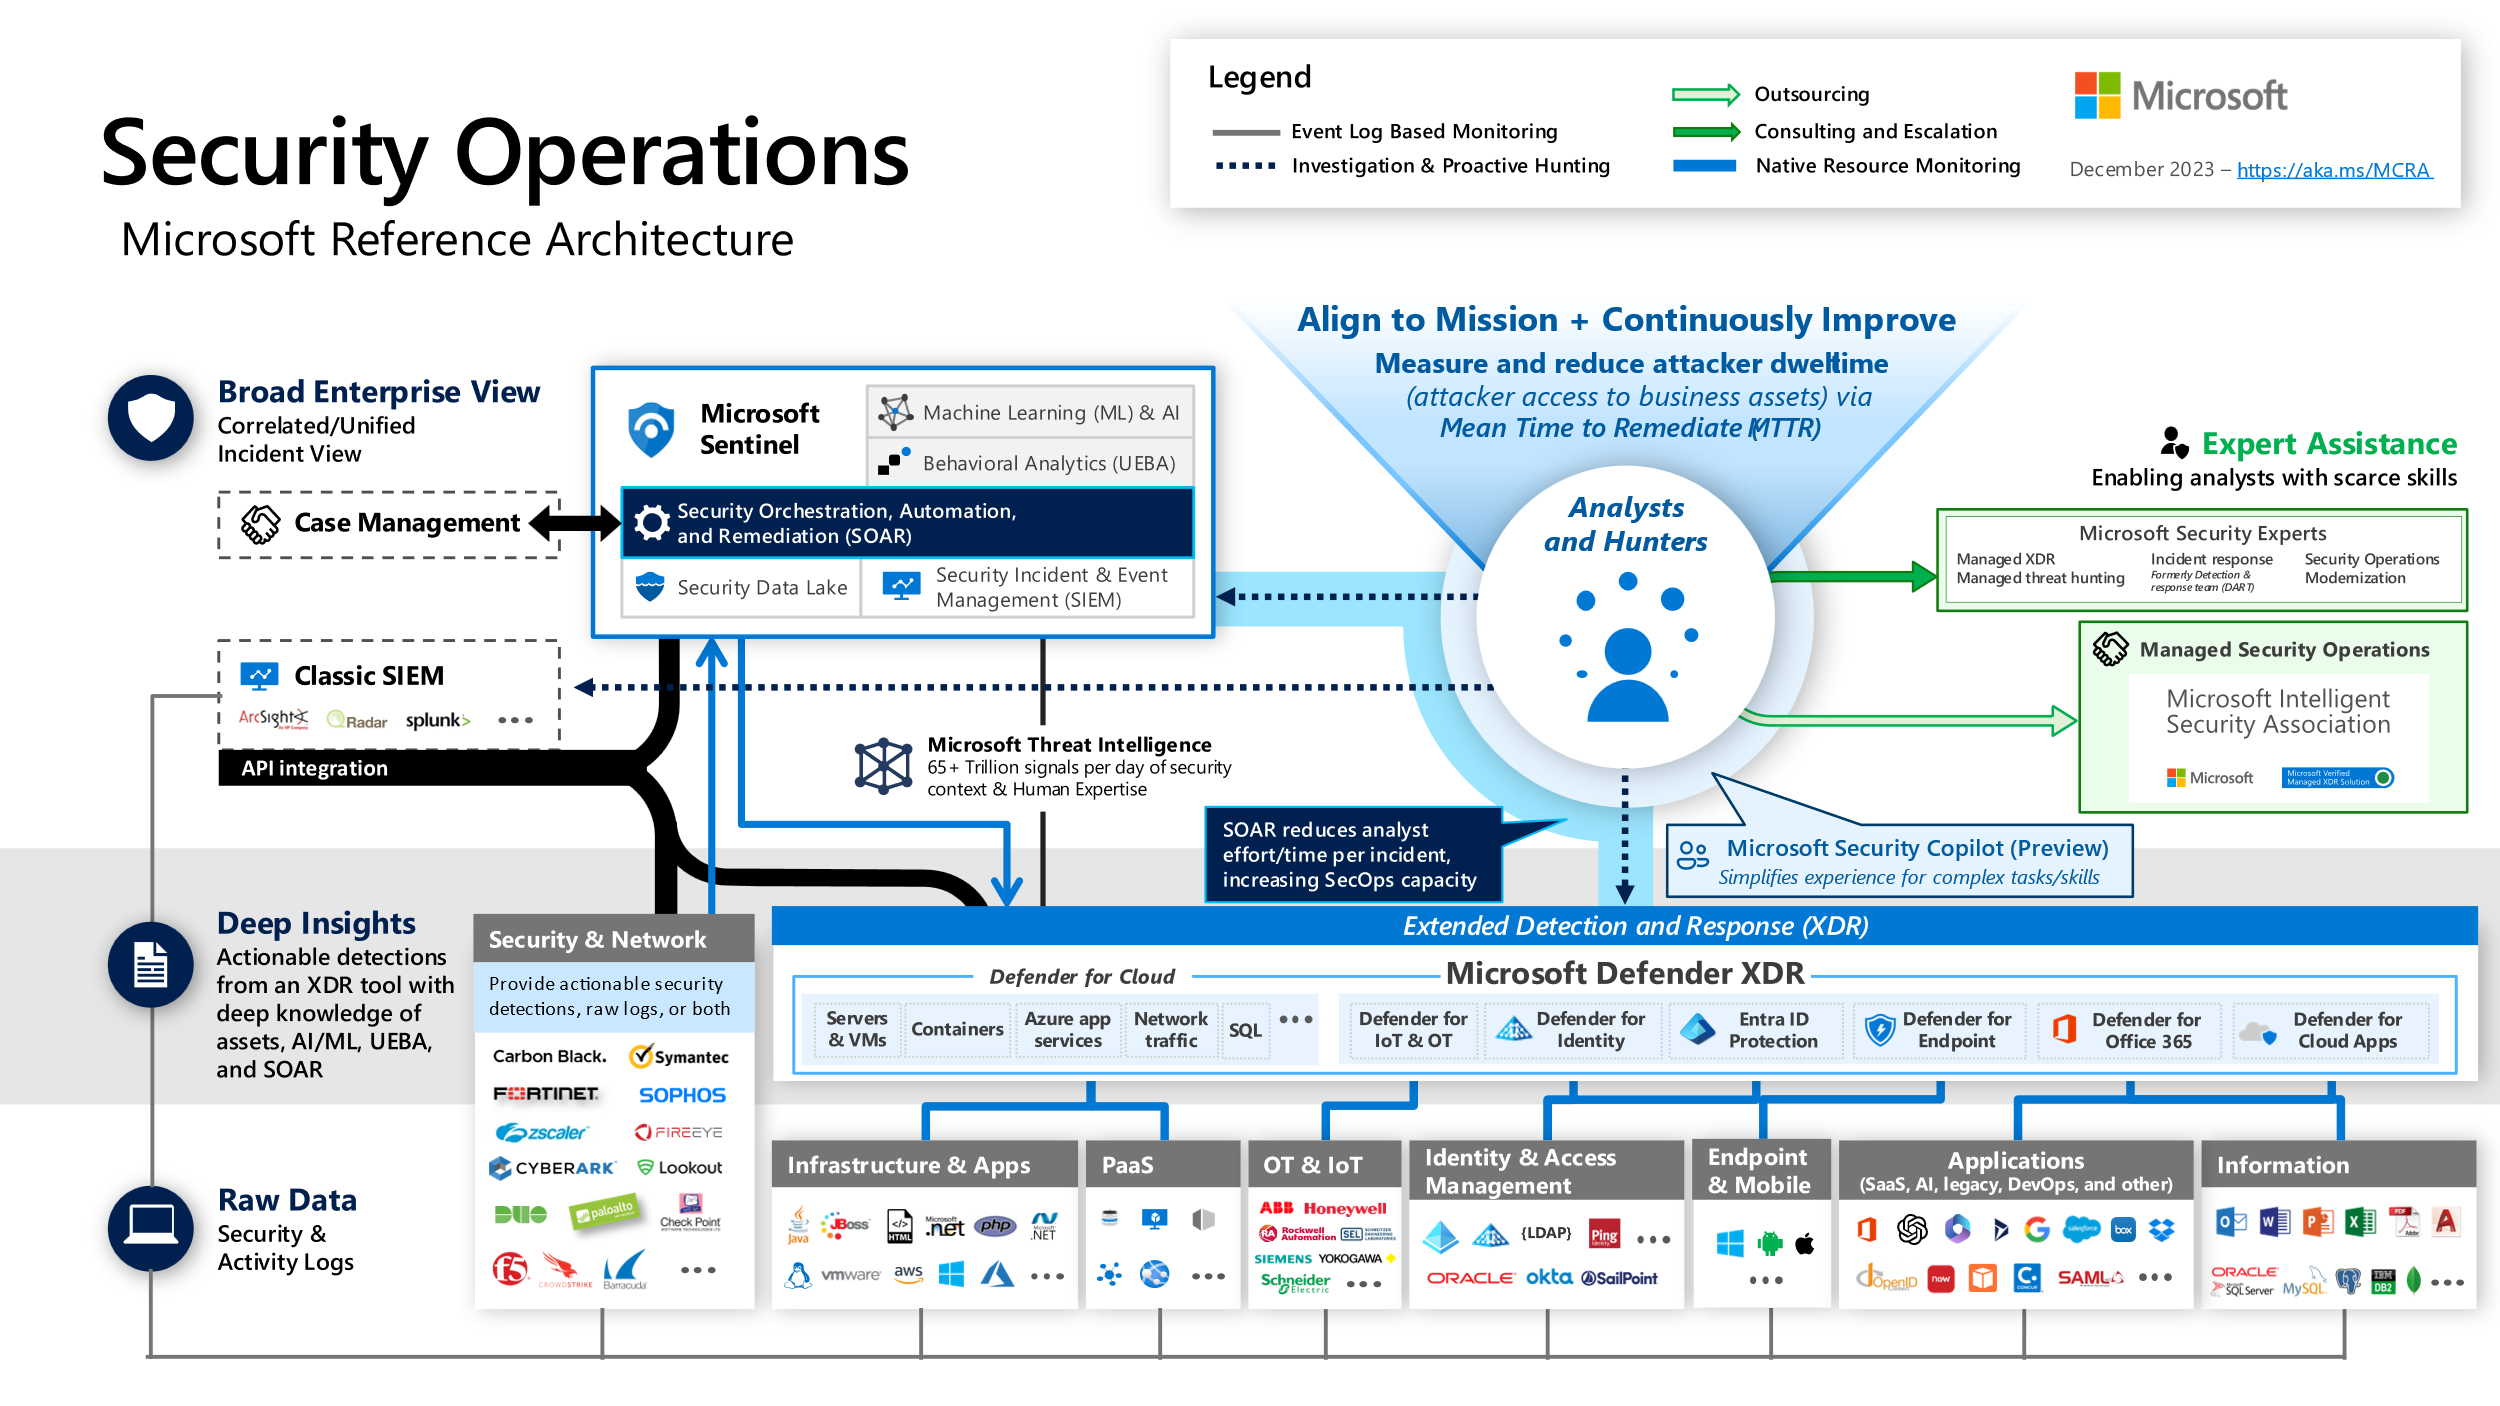 Security Operations
Microsoft Reference Architecture
Legend
Event Log Based Monitoring
Investigation & Proactive Hunting
Outsourcing
Consulting and Escalation
Native Resource Monitoring
Microsoft
December 2023 – https://aka.ms/MCRA
Align to Mission + Continuously Improve
Measure and reduce attacker dwell time
(attacker access to business assets) via
Mean Time to Remediate (MTTR)
Broad Enterprise View
Correlated/Unified
Incident View
Case Management
Microsoft
Sentinel
Machine Learning (ML) & AI
Behavioral Analytics (UEBA)
Security Orchestration, Automation,
and Remediation (SOAR)
Security Data Lake
Security Incident & Event
Management (SIEM)
Analysts
and Hunters
Expert Assistance
Enabling analysts with scarce skills
Microsoft Security Experts
Managed XDR
Managed threat hunting
Incident response
Formerly Detection &
response team (DART)
Security Operations
Modernization
Managed Security Operations
Microsoft Intelligent
Security Association
Microsoft
Microsoft Verified
Managed XDR Solution
Classic SIEM
ArcSight
QRadar
splunk>
API integration
Microsoft Threat Intelligence
65+ Trillion signals per day of security
context & Human Expertise
SOAR reduces analyst
effort/time per incident,
increasing SecOps capacity
Microsoft Security Copilot (Preview)
Simplifies experience for complex tasks/skills
Deep Insights
Actionable detections
from an XDR tool with
deep knowledge of
assets, AI/ML, UEBA,
and SOAR
Security & Network
Provide actionable security
detections, raw logs, or both
Carbon Black.
Symantec
FORTINET
SOPHOS
zscaler
FIREEYE
CYBERARK
Lookout
DUO
paloalto
Check Point
f5
CROWDSTRIKE
Barracuda
Extended Detection and Response (XDR)
Defender for Cloud
Microsoft Defender XDR
Servers
& VMs
Containers
Azure app
services
Network
traffic
SQL
Defender for
IoT & OT
Defender for
Identity
Entra ID
Protection
Defender for
Endpoint
Defender for
Office 365
Defender for
Cloud Apps
Raw Data
Security &
Activity Logs
Infrastructure & Apps
Java
JBoss
HTML
Microsoft .net
php
Microsoft .NET
vmware
aws
PaaS
OT & IoT
ABB
Honeywell
Rockwell
Automation
SEL
SCHWEITZER
ENGINEERING
LABORATORIES
SIEMENS
YOKOGAWA
Schneider
Electric
Identity & Access
Management
{LDAP}
Ping
Identity
ORACLE
okta
SailPoint
Endpoint
& Mobile
Applications
(SaaS, AI, legacy, DevOps, and other)
salesforce
box
OpenID
now
CONCUR
SAML
Information
PDF
Adobe
ORACLE
SQL Server
MySQL
IBM
DB2